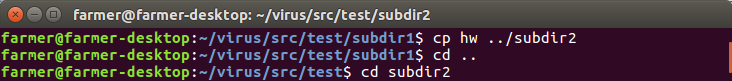 farmer@farmer-desktop: ~/virus/src/test/subdir2
farmer@farmer-desktop:~/virus/src/test/subdir1$ cp hw ../subdir2
farmer@farmer-desktop:~/virus/src/test/subdir1$ cd ..
farmer@farmer-desktop:~/virus/src/test$ cd subdir2